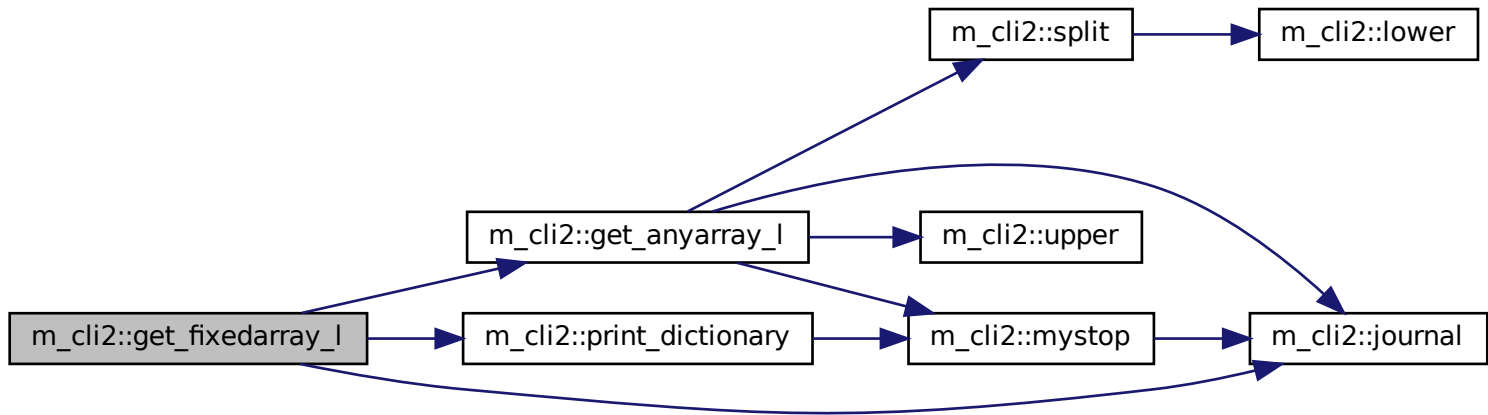 m_cli2::split
m_cli2::lower
m_cli2::get_anyarray_l
m_cli2::upper
m_cli2::get_fixedarray_l
m_cli2::print_dictionary
m_cli2::mystop
m_cli2::journal